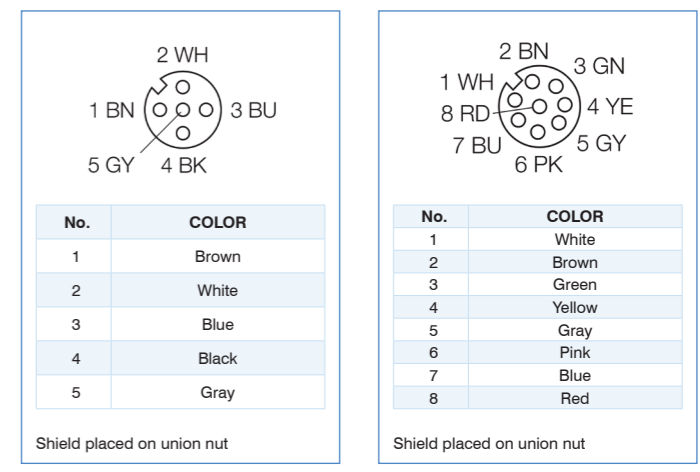 2 WH
1 BN
3 BU
5 GY
4 BK
No. COLOR
1 Brown
2 White
3 Blue
4 Black
5 Gray
Shield placed on union nut
2 BN
3 GN
1 WH
8 RD
4 YE
7 BU
5 GY
6 PK
No. COLOR
1 White
2 Brown
3 Green
4 Yellow
5 Gray
6 Pink
7 Blue
8 Red
Shield placed on union nut